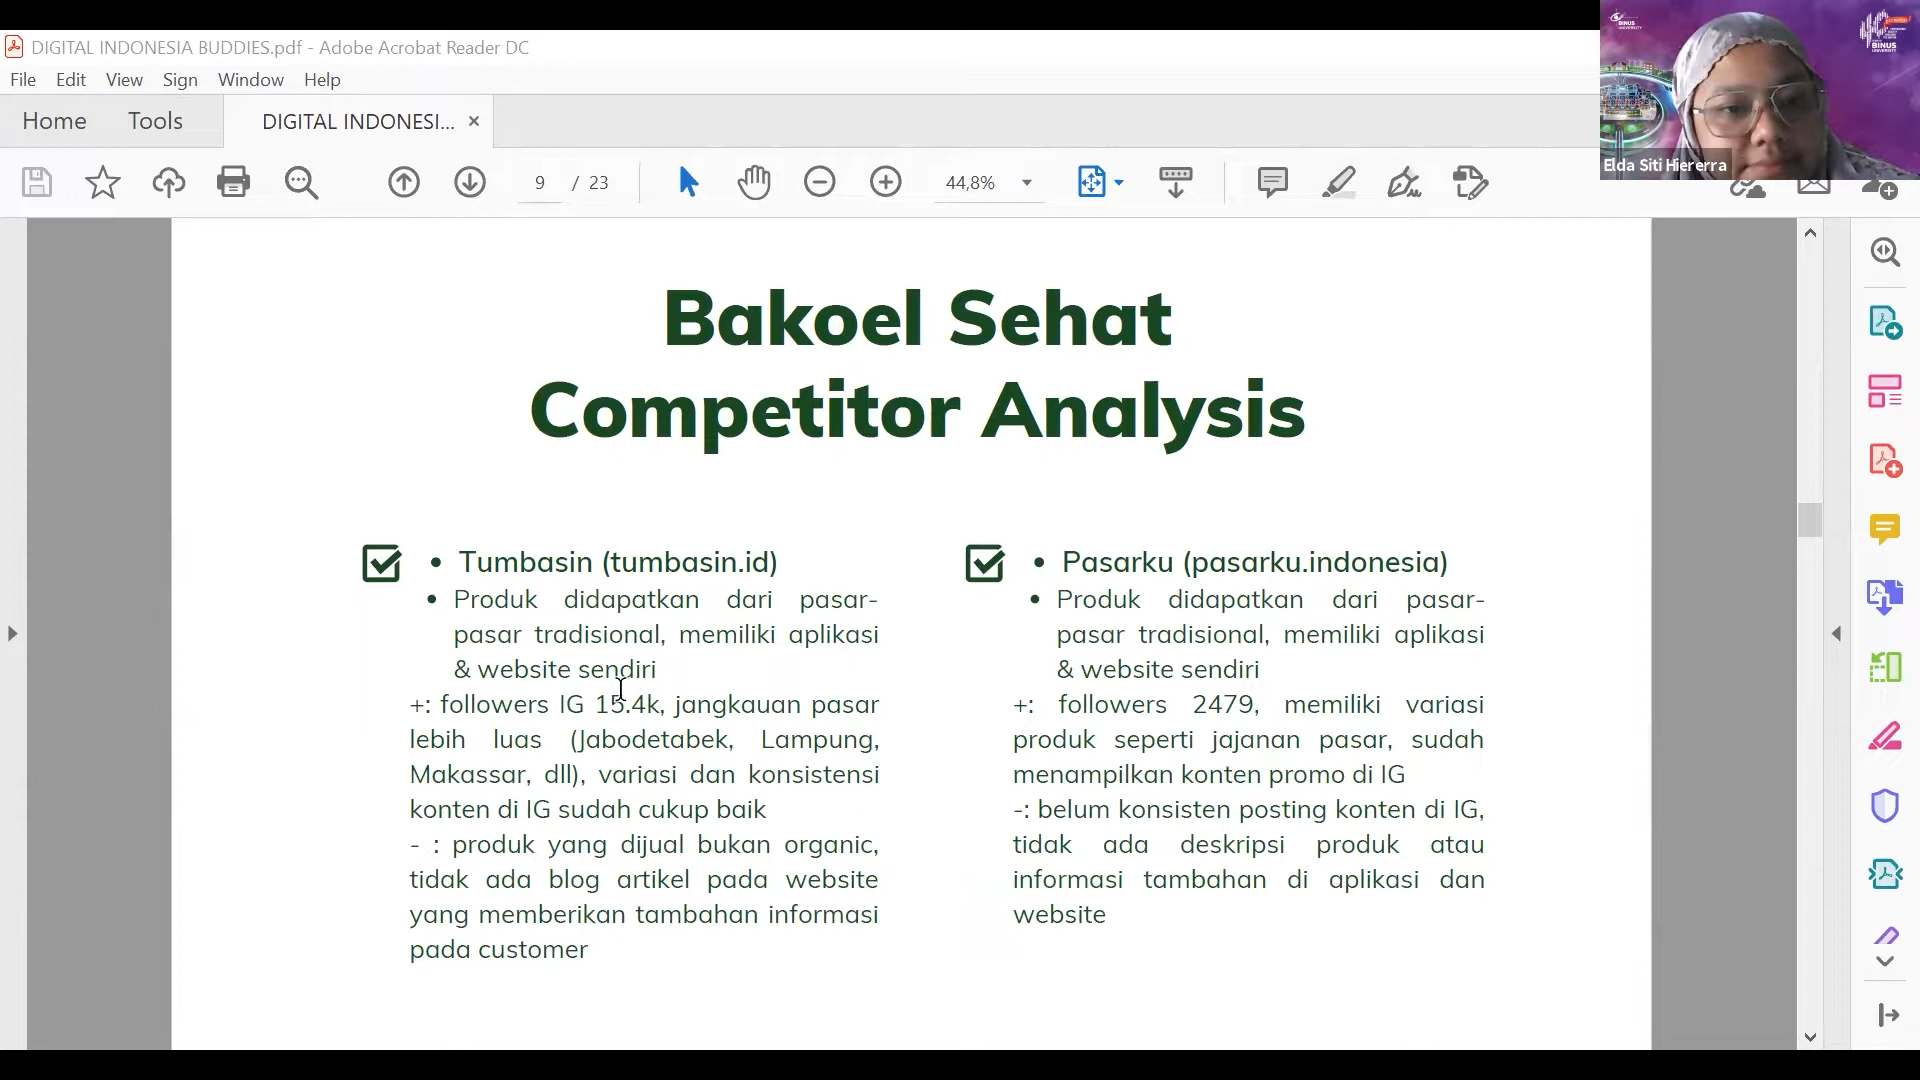 DIGITAL INDONESIA BUDDIES.pdf - Adobe Acrobat Reader DC
File Edit View Sign Window Help
Home Tools DIGITAL INDONESI... ×
9 / 23 44,8%
BINUS
UNIVERSITY
BINUS
UNIVERSITY
Elda Siti Hiererra
Bakoel Sehat
Competitor Analysis
• Tumbasin (tumbasin.id)
• Produk didapatkan dari pasar-
pasar tradisional, memiliki aplikasi
& website sendiri
+: followers IG 15.4k, jangkauan pasar
lebih luas (Jabodetabek, Lampung,
Makassar, dll), variasi dan konsistensi
konten di IG sudah cukup baik
- : produk yang dijual bukan organic,
tidak ada blog artikel pada website
yang memberikan tambahan informasi
pada customer
• Pasarku (pasarku.indonesia)
• Produk didapatkan dari pasar-
pasar tradisional, memiliki aplikasi
& website sendiri
+: followers 2479, memiliki variasi
produk seperti jajanan pasar, sudah
menampilkan konten promo di IG
-: belum konsisten posting konten di IG,
tidak ada deskripsi produk atau
informasi tambahan di aplikasi dan
website